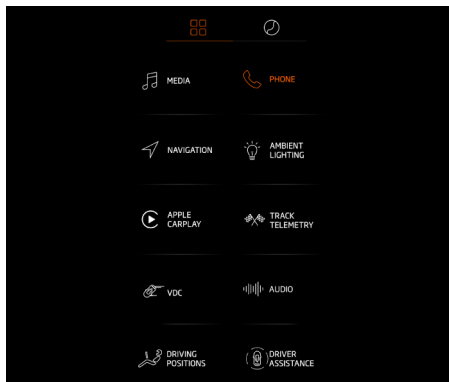 MEDIA
PHONE
NAVIGATION
AMBIENT
LIGHTING
APPLE
CARPLAY
TRACK
TELEMETRY
VDC
AUDIO
DRIVING
POSITIONS
DRIVER
ASSISTANCE